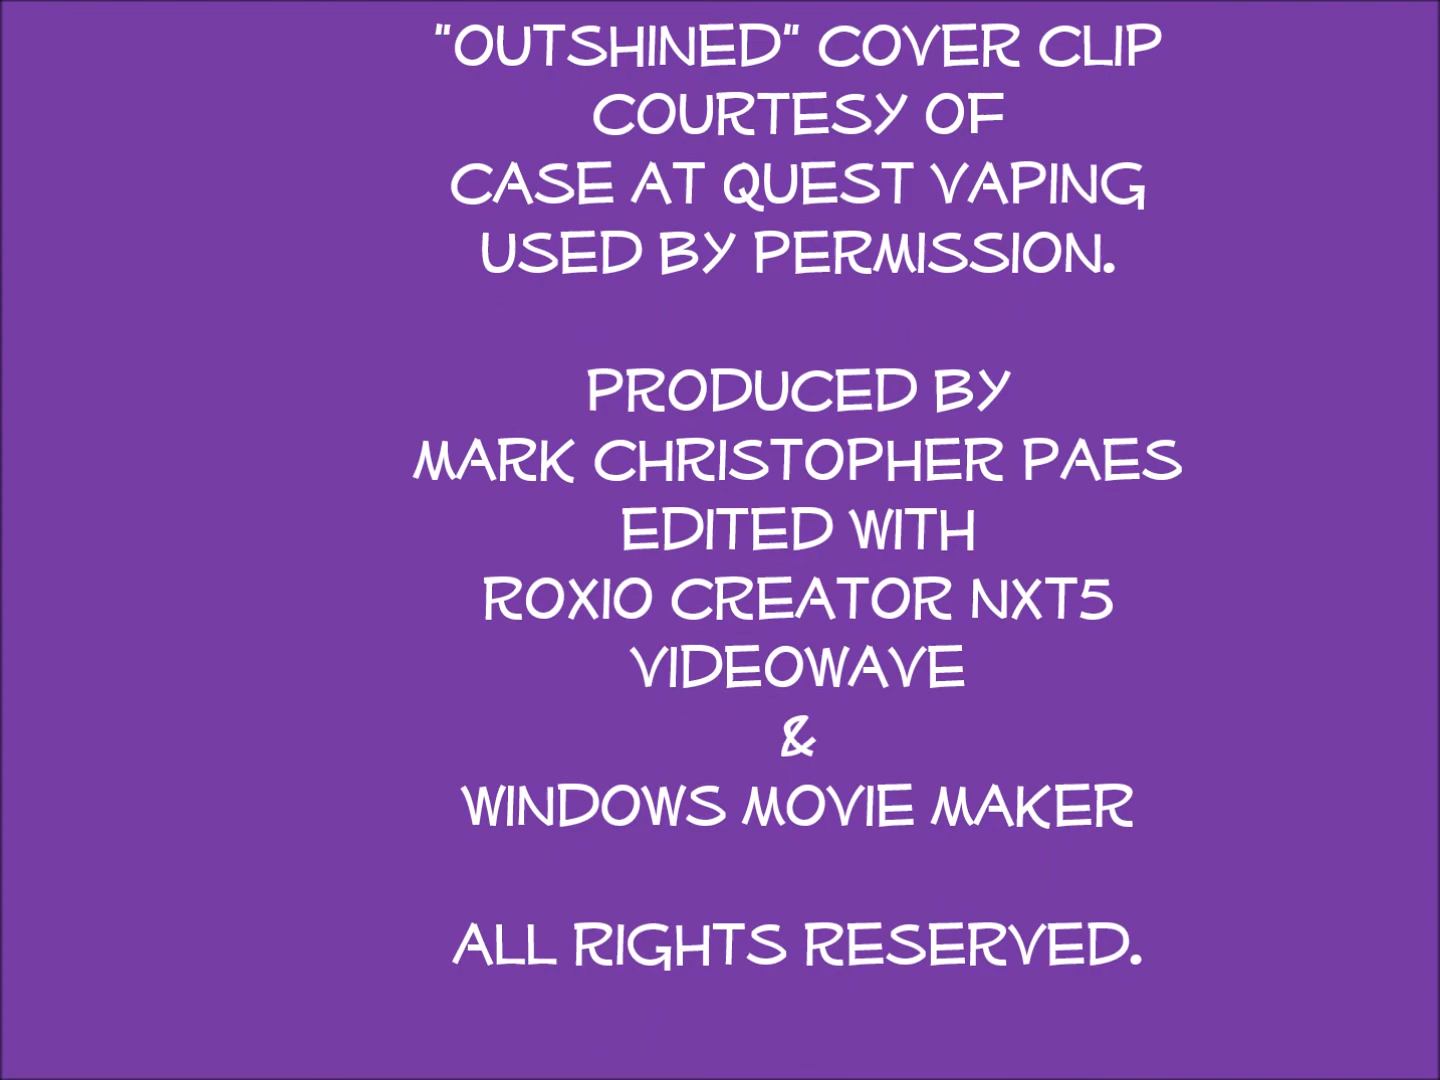 "OUTSHINED" COVER CLIP
COURTESY OF
CASE AT QUEST VAPING
USED BY PERMISSION.
PRODUCED BY
MARK CHRISTOPHER PAES
EDITED WITH
ROXIO CREATOR NXT5
VIDEOWAVE
&
WINDOWS MOVIE MAKER
ALL RIGHTS RESERVED.